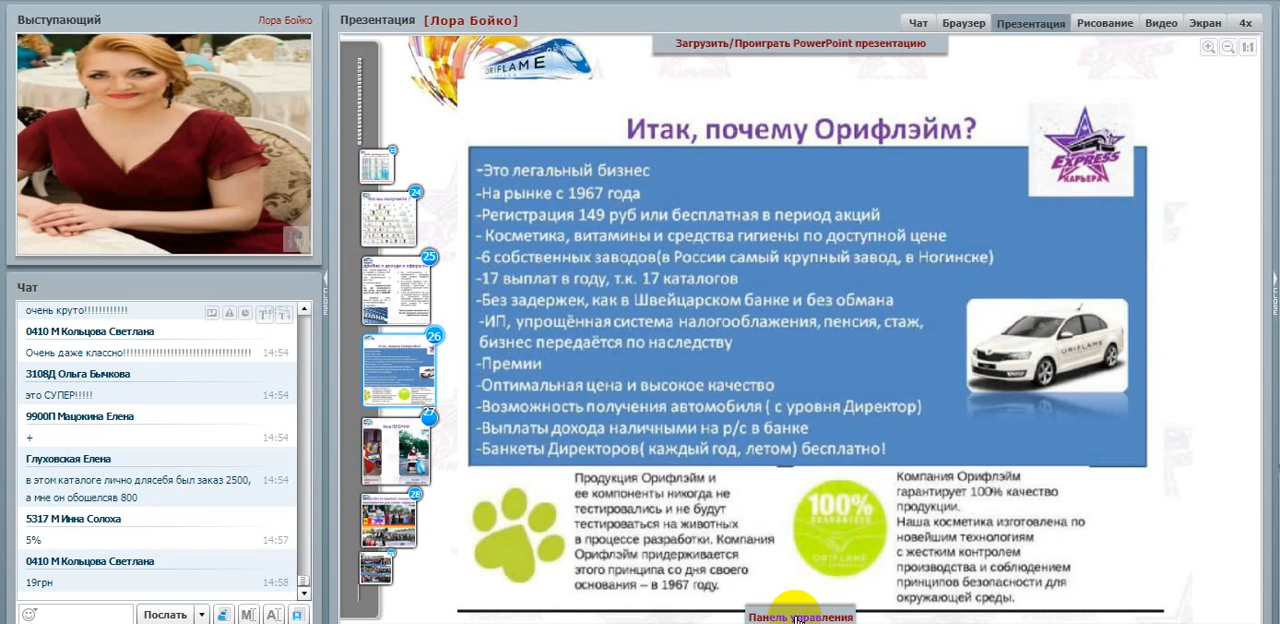 Выступающий
Лора Бойко
Чат
очень круто!!!!!!!!!!!!
0410 М Кольцова Светлана
Очень даже классно!!!!!!!!!!!!!!!!!!!!!!!!!!!!!!!!!!! 14:54
3108Д Ольга Бычкова
это СУПЕР!!!!! 14:54
9900П Мацокина Елена
+ 14:54
Глуховская Елена
в этом каталоге лично длясебя был заказ 2500, 14:54
а мне он обошелсяв 800
5317 М Инна Солоха
5% 14:57
0410 М Кольцова Светлана
19грн 14:58
Послать
Презентация [Лора Бойко]
Чат Браузер Презентация Рисование Видео Экран 4x
Загрузить/Проиграть PowerPoint презентацию
1:1
ORIFLAME
24
25
26
27
28
Итак, почему Орифлэйм?
EXPRESS
КАРЬЕРА
-Это легальный бизнес
-На рынке с 1967 года
-Регистрация 149 руб или бесплатная в период акций
- Косметика, витамины и средства гигиены по доступной цене
-6 собственных заводов(в России самый крупный завод, в Ногинске)
-17 выплат в году, т.к. 17 каталогов
-Без задержек, как в Швейцарском банке и без обмана
-ИП, упрощённая система налогообложения, пенсия, стаж,
бизнес передаётся по наследству
-Премии
-Оптимальная цена и высокое качество
-Возможность получения автомобиля ( с уровня Директор)
-Выплаты дохода наличными на р/с в банке
-Банкеты Директоров( каждый год, летом) бесплатно!
ORIFLAME
Продукция Орифлэйм и
ее компоненты никогда не
тестировались и не будут
тестироваться на животных
в процессе разработки. Компания
Орифлэйм придерживается
этого принципа со дня своего
основания – в 1967 году.
100%
GUARANTEE
ORIFLAME
Компания Орифлэйм
гарантирует 100% качество
продукции.
Наша косметика изготовлена по
новейшим технологиям
с жестким контролем
производства и соблюдением
принципов безопасности для
окружающей среды.
Панель управления